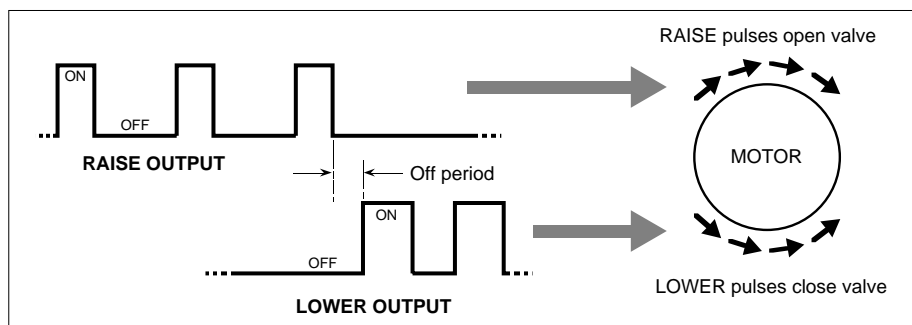 RAISE pulses open valve
ON
OFF
RAISE OUTPUT
MOTOR
Off period
ON
OFF
LOWER OUTPUT
LOWER pulses close valve